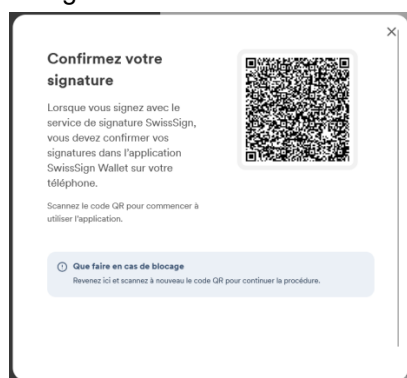 Confirmez votre
signature
Lorsque vous signez avec le
service de signature SwissSign,
vous devez confirmer vos
signatures dans l'application
SwissSign Wallet sur votre
téléphone.
Scannez le code QR pour commencer à
utiliser l'application.
Que faire en cas de blocage
Revenez ici et scannez à nouveau le code QR pour continuer la procédure.